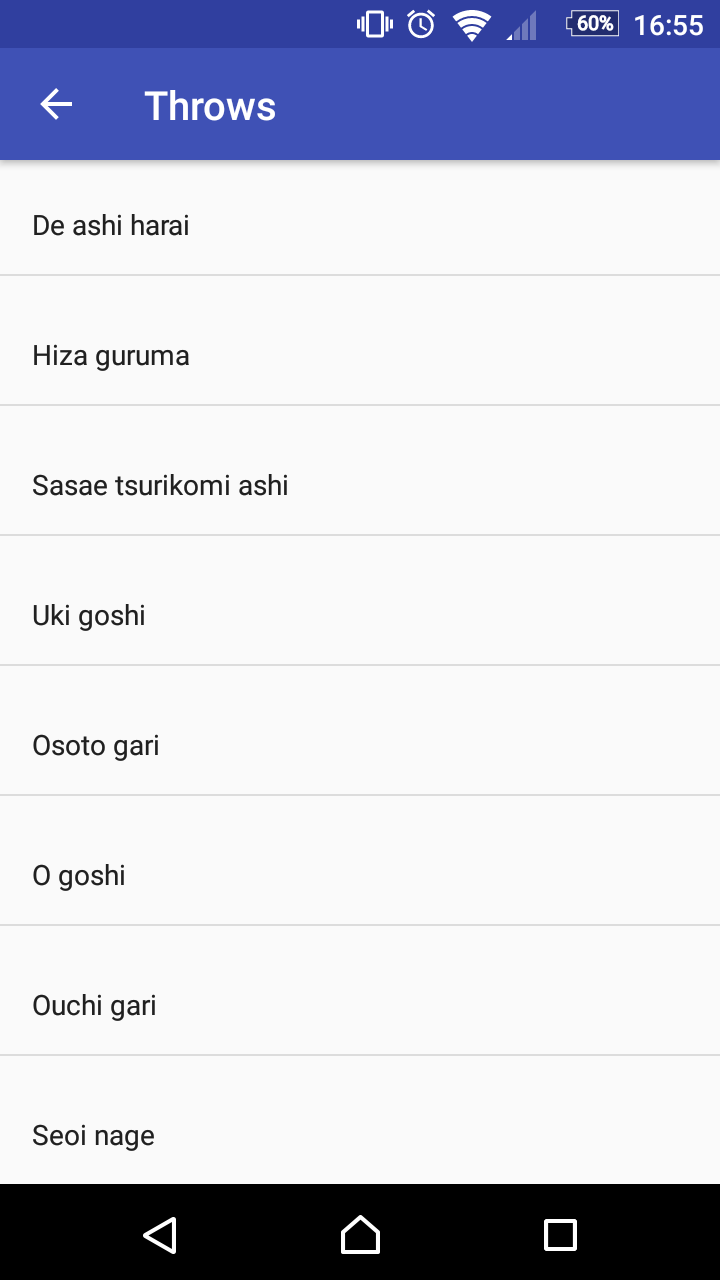 60% 16:55
Throws
De ashi harai
Hiza guruma
Sasae tsurikomi ashi
Uki goshi
Osoto gari
O goshi
Ouchi gari
Seoi nage